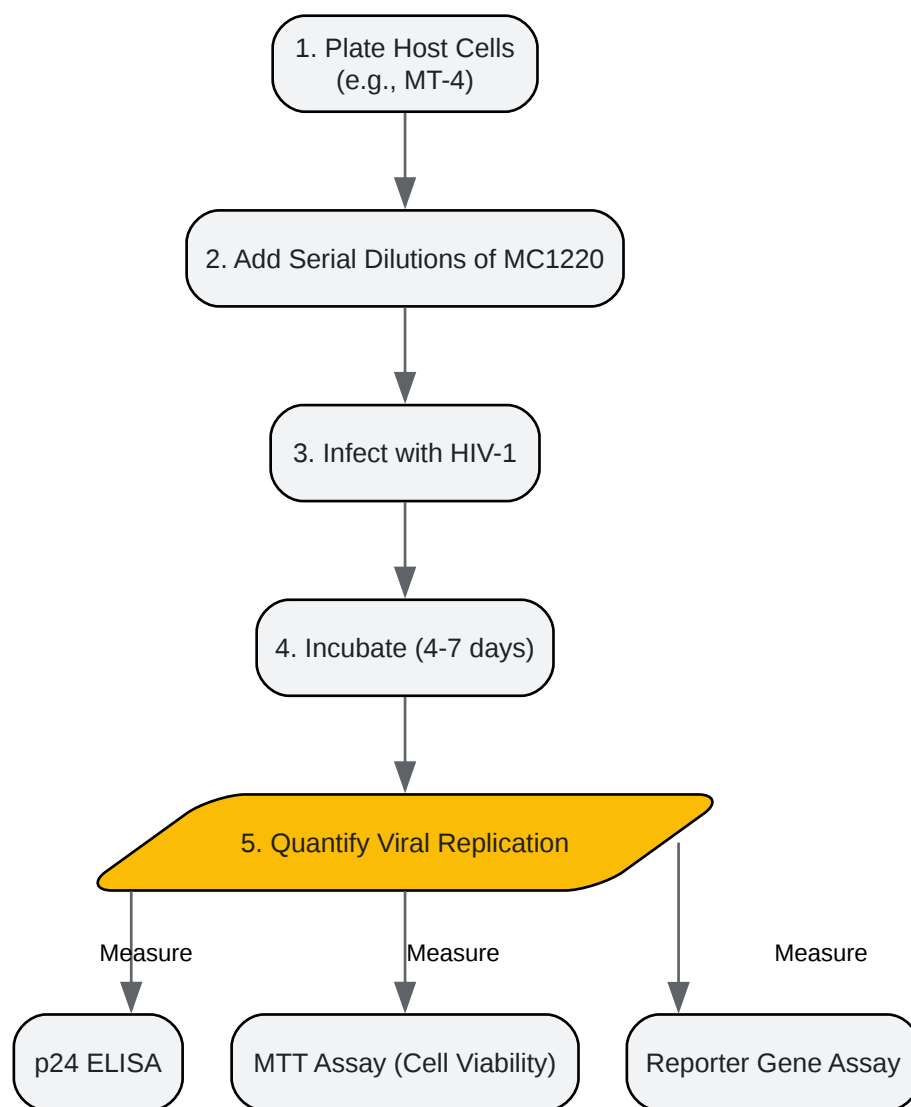 1. Plate Host Cells
(e.g., MT-4)
2. Add Serial Dilutions of MC1220
3. Infect with HIV-1
4. Incubate (4-7 days)
5. Quantify Viral Replication
Measure
Measure
Measure
p24 ELISA
MTT Assay (Cell Viability)
Reporter Gene Assay